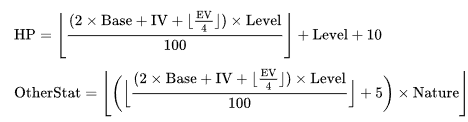 HP = ⌊ (2 × Base + IV + ⌊EV/4⌋) × Level / 100 ⌋ + Level + 10
OtherStat = ⌊ ( ⌊ (2 × Base + IV + ⌊EV/4⌋) × Level / 100 ⌋ + 5 ) × Nature ⌋